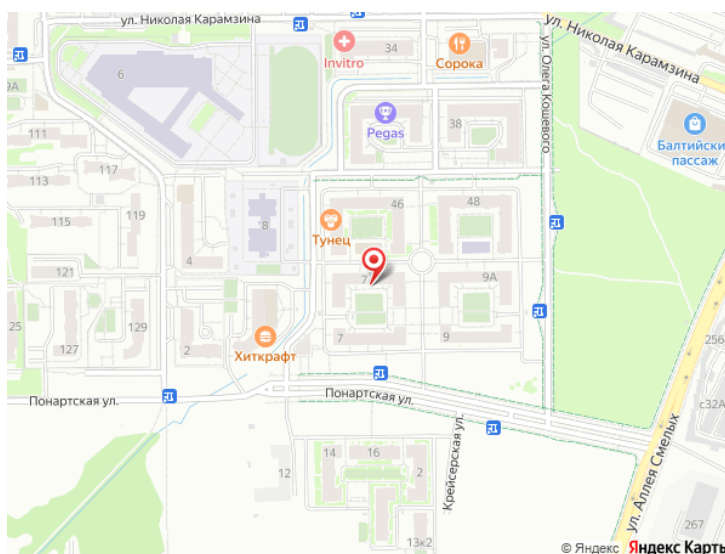 ул. Николая Карамзина
34
Invitro
Сорока
ул. Олега Кошевого
ул. Николая Карамзина
6
9А
Pegas
38
111
Балтийский
пассаж
117
113
119
46
48
115
8
Тунец
4
121
7
9А
256
25
129
7
9
127
2
Хиткрафт
с32А
Понартская ул.
Понартская ул.
Крейсерская ул.
ул. Аллея Смелых
14
16
12
2
267
13к2
© Яндекс Яндекс Карты